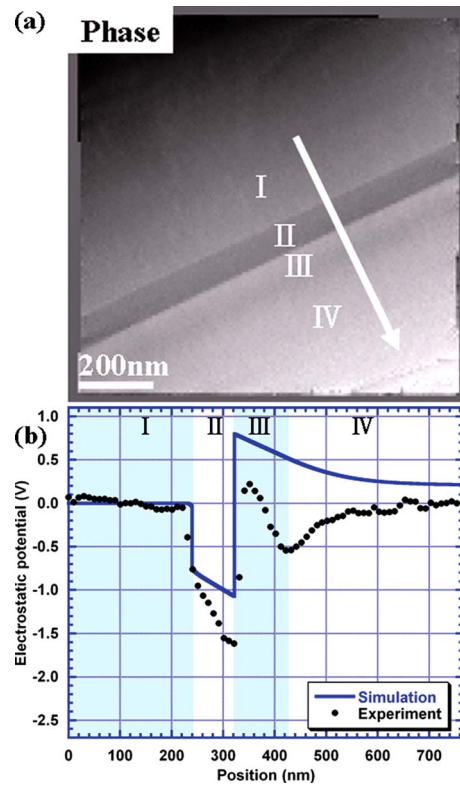 (a)
Phase
I
II
III
IV
200nm
(b)
I II III IV
1.0
0.5
0.0
-0.5
-1.0
-1.5
-2.0
-2.5
Electrostatic potential (V)
Simulation
Experiment
0 100 200 300 400 500 600 700
Position (nm)